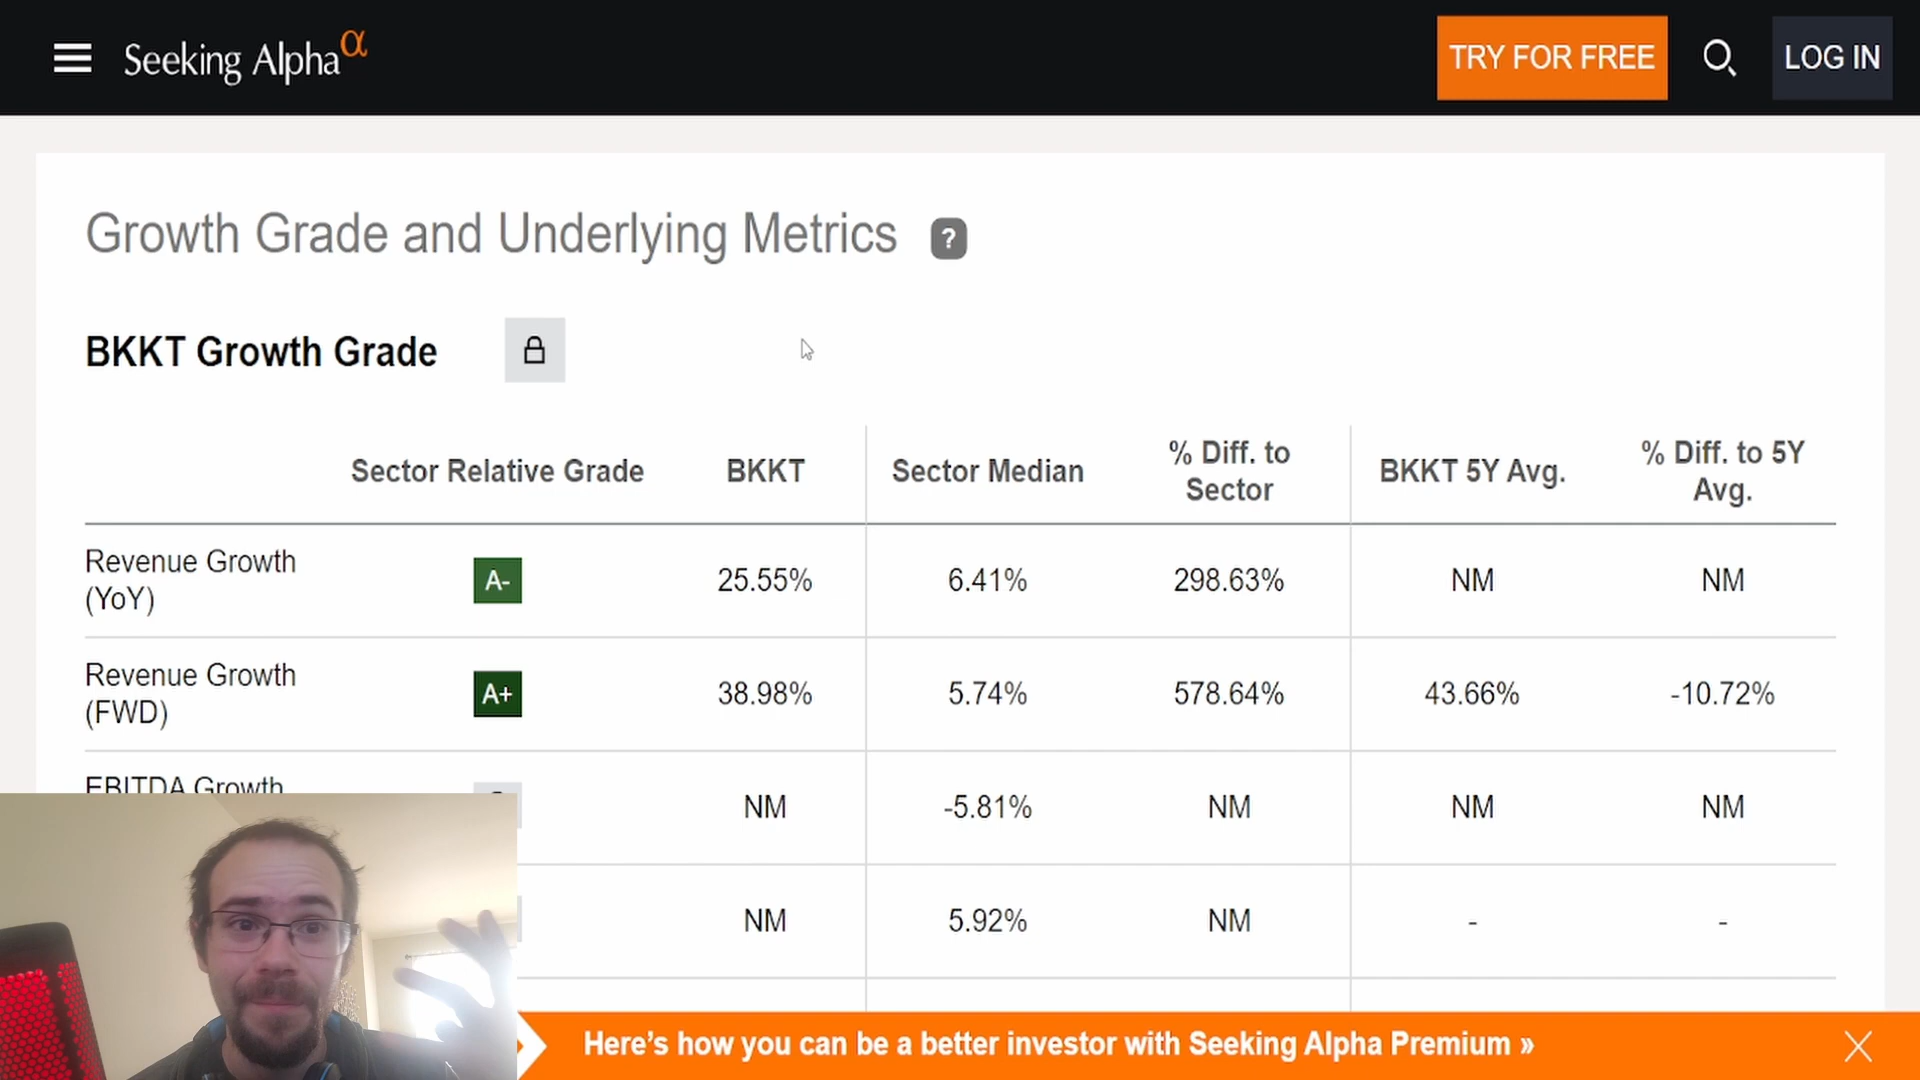 Seeking Alpha α
TRY FOR FREE
LOG IN
Growth Grade and Underlying Metrics ?
BKKT Growth Grade
Sector Relative Grade BKKT Sector Median % Diff. to Sector BKKT 5Y Avg. % Diff. to 5Y Avg.
Revenue Growth (YoY) A- 25.55% 6.41% 298.63% NM NM
Revenue Growth (FWD) A+ 38.98% 5.74% 578.64% 43.66% -10.72%
EBITDA Growth NM -5.81% NM NM NM
NM 5.92% NM - -
Here's how you can be a better investor with Seeking Alpha Premium »